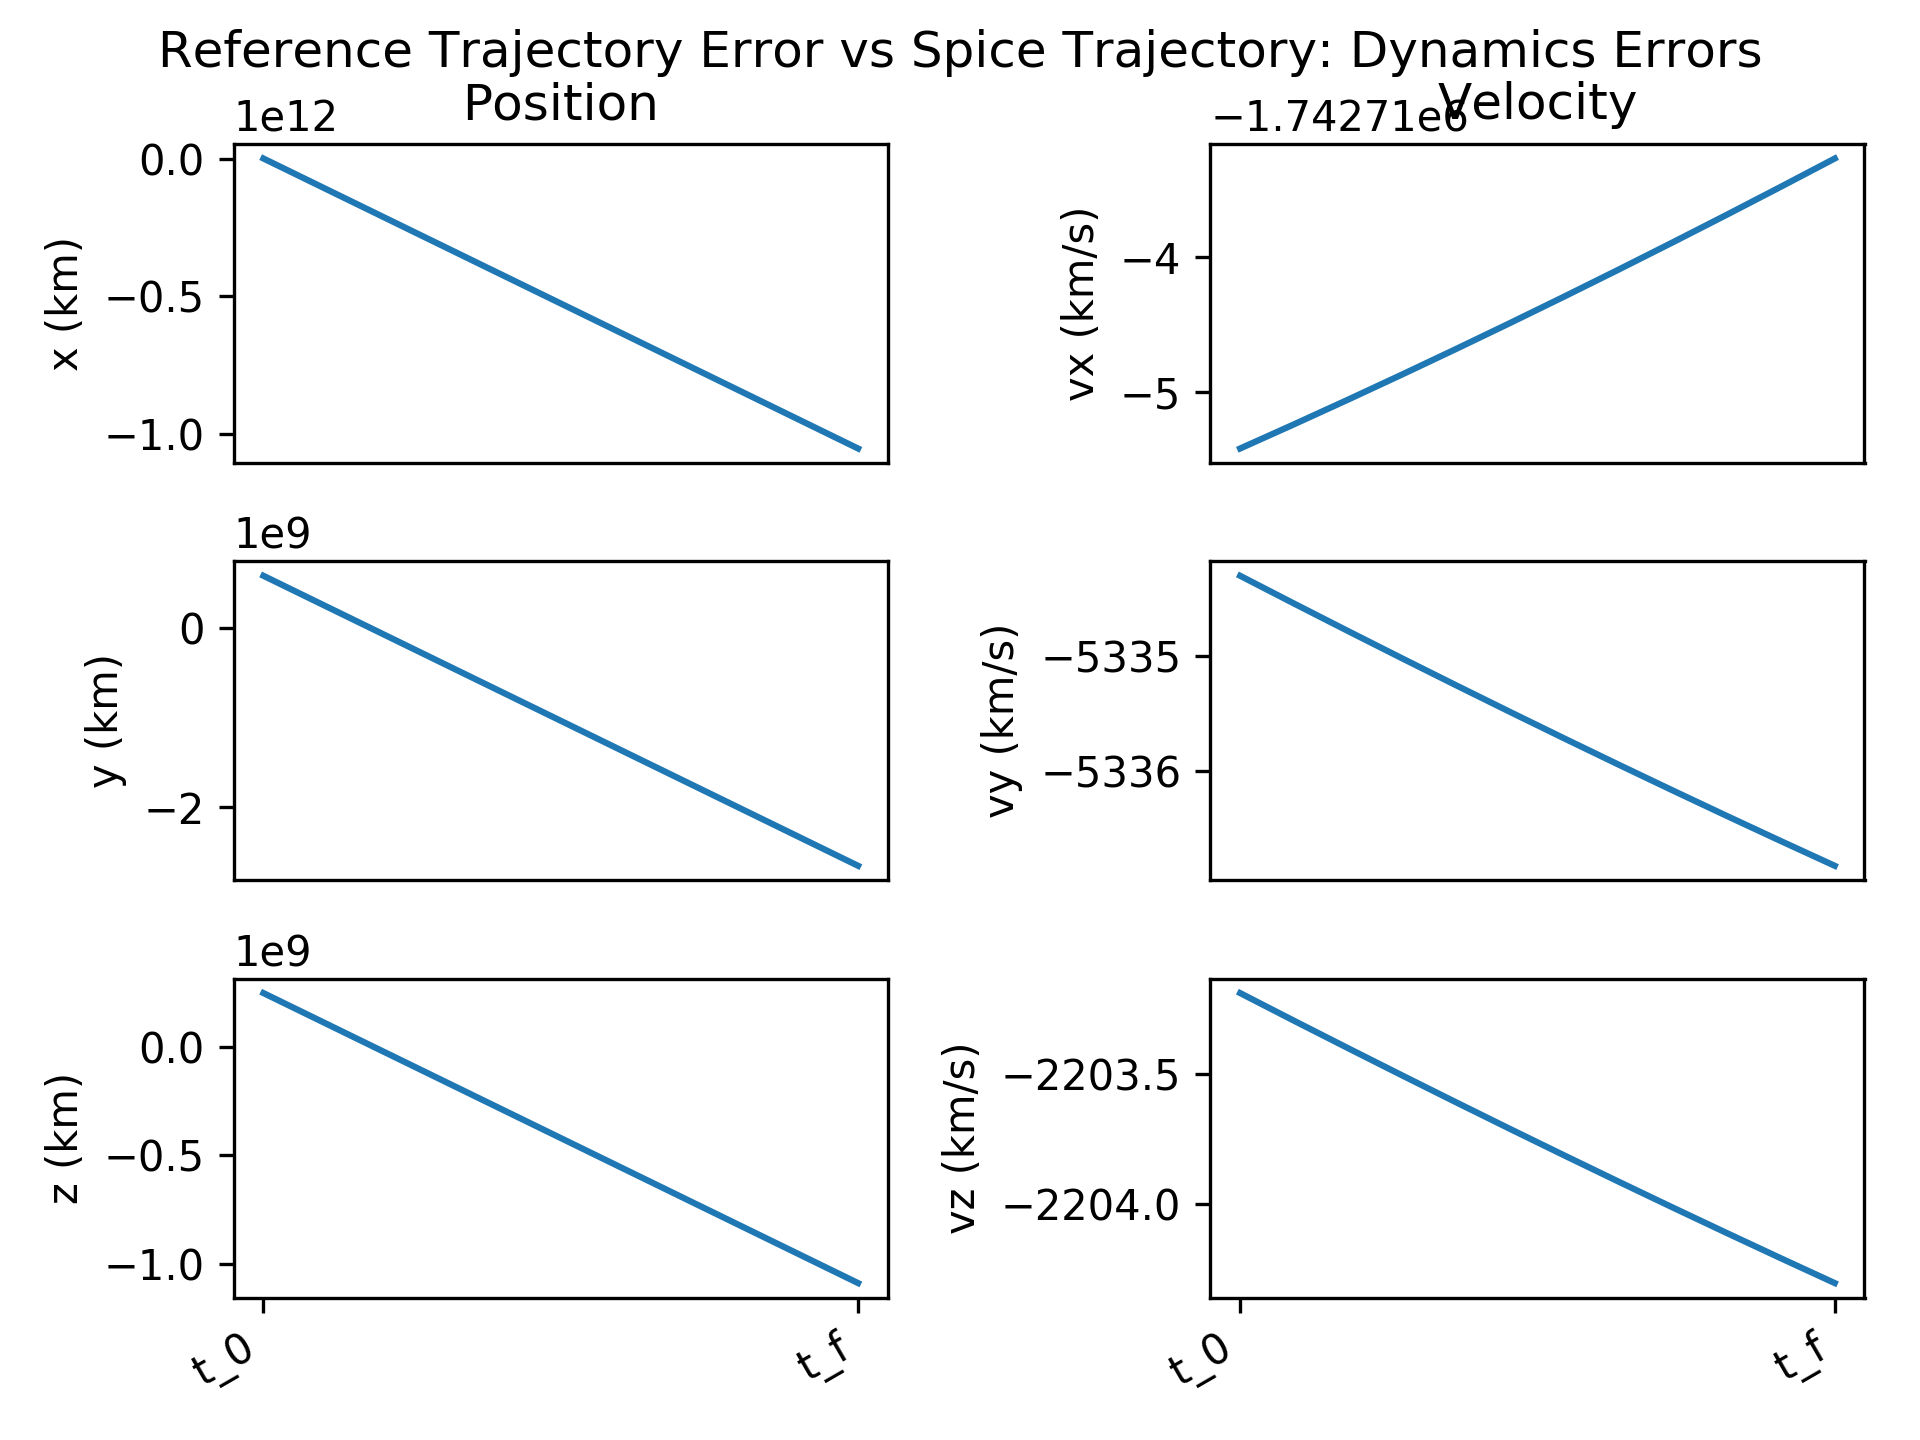 Reference Trajectory Error vs Spice Trajectory: Dynamics Errors
Position
Velocity
1e12
−1.74271e6
0.0
−0.5
−1.0
x (km)
−4
−5
vx (km/s)
1e9
0
−2
y (km)
−5335
−5336
vy (km/s)
1e9
0.0
−0.5
−1.0
z (km)
−2203.5
−2204.0
vz (km/s)
t_0
t_f
t_0
t_f